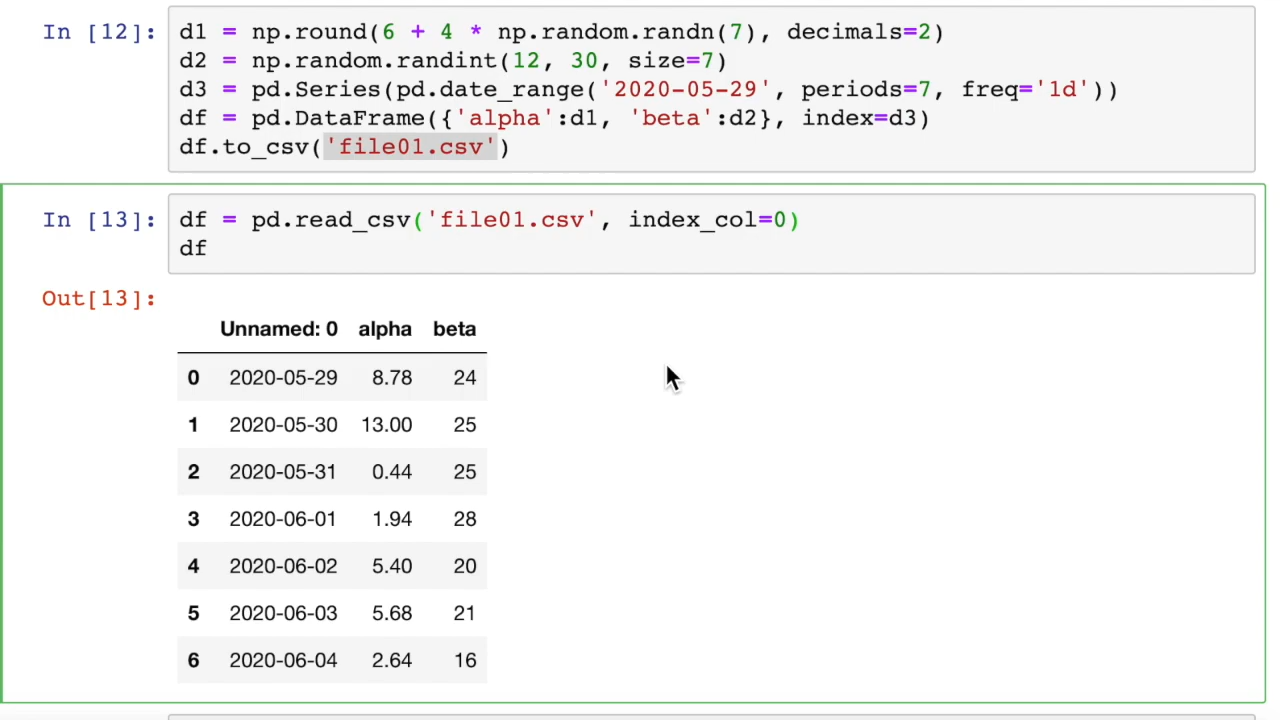 In [12]: d1 = np.round(6 + 4 * np.random.randn(7), decimals=2)
d2 = np.random.randint(12, 30, size=7)
d3 = pd.Series(pd.date_range('2020-05-29', periods=7, freq='1d'))
df = pd.DataFrame({'alpha':d1, 'beta':d2}, index=d3)
df.to_csv('file01.csv')
In [13]: df = pd.read_csv('file01.csv', index_col=0)
df
Out[13]:
Unnamed: 0 alpha beta
0 2020-05-29 8.78 24
1 2020-05-30 13.00 25
2 2020-05-31 0.44 25
3 2020-06-01 1.94 28
4 2020-06-02 5.40 20
5 2020-06-03 5.68 21
6 2020-06-04 2.64 16